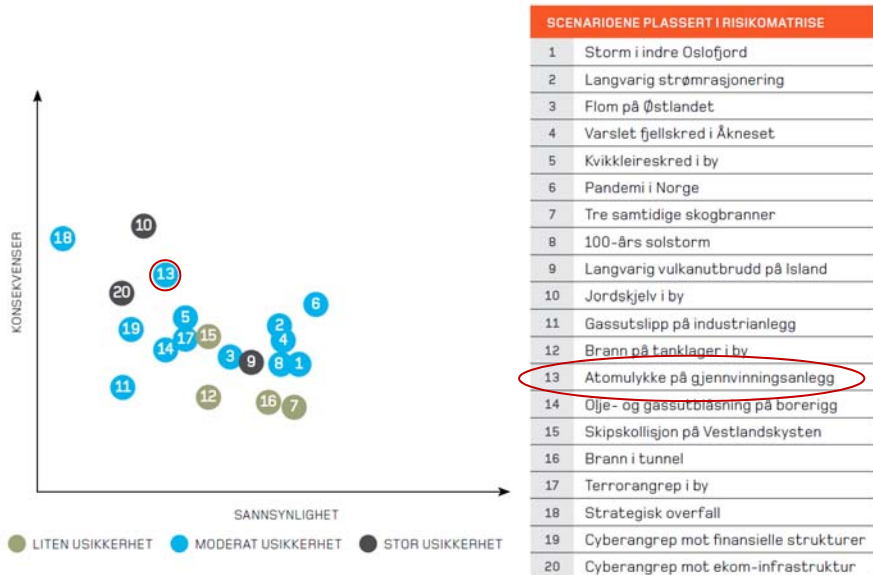 SCENARIOENE PLASSERT I RISIKOMATRISE
1 Storm i indre Oslofjord
2 Langvarig strømrasjonering
3 Flom på Østlandet
4 Varslet fjellskred i Åkneset
5 Kvikkleireskred i by
6 Pandemi i Norge
7 Tre samtidige skogbranner
8 100-års solstorm
9 Langvarig vulkanutbrudd på Island
10 Jordskjelv i by
11 Gassutslipp på industrianlegg
12 Brann på tanklager i by
13 Atomulykke på gjennvinningsanlegg
14 Olje- og gassutblåsning på borerigg
15 Skipskollisjon på Vestlandskysten
16 Brann i tunnel
17 Terrorangrep i by
18 Strategisk overfall
19 Cyberangrep mot finansielle strukturer
20 Cyberangrep mot ekom-infrastruktur
KONSEKVENSER
10
18
13
20
6
5
2
19
17
15
4
14
3
9
8
1
11
12
16
7
SANNSYNLIGHET
LITEN USIKKERHET
MODERAT USIKKERHET
STOR USIKKERHET